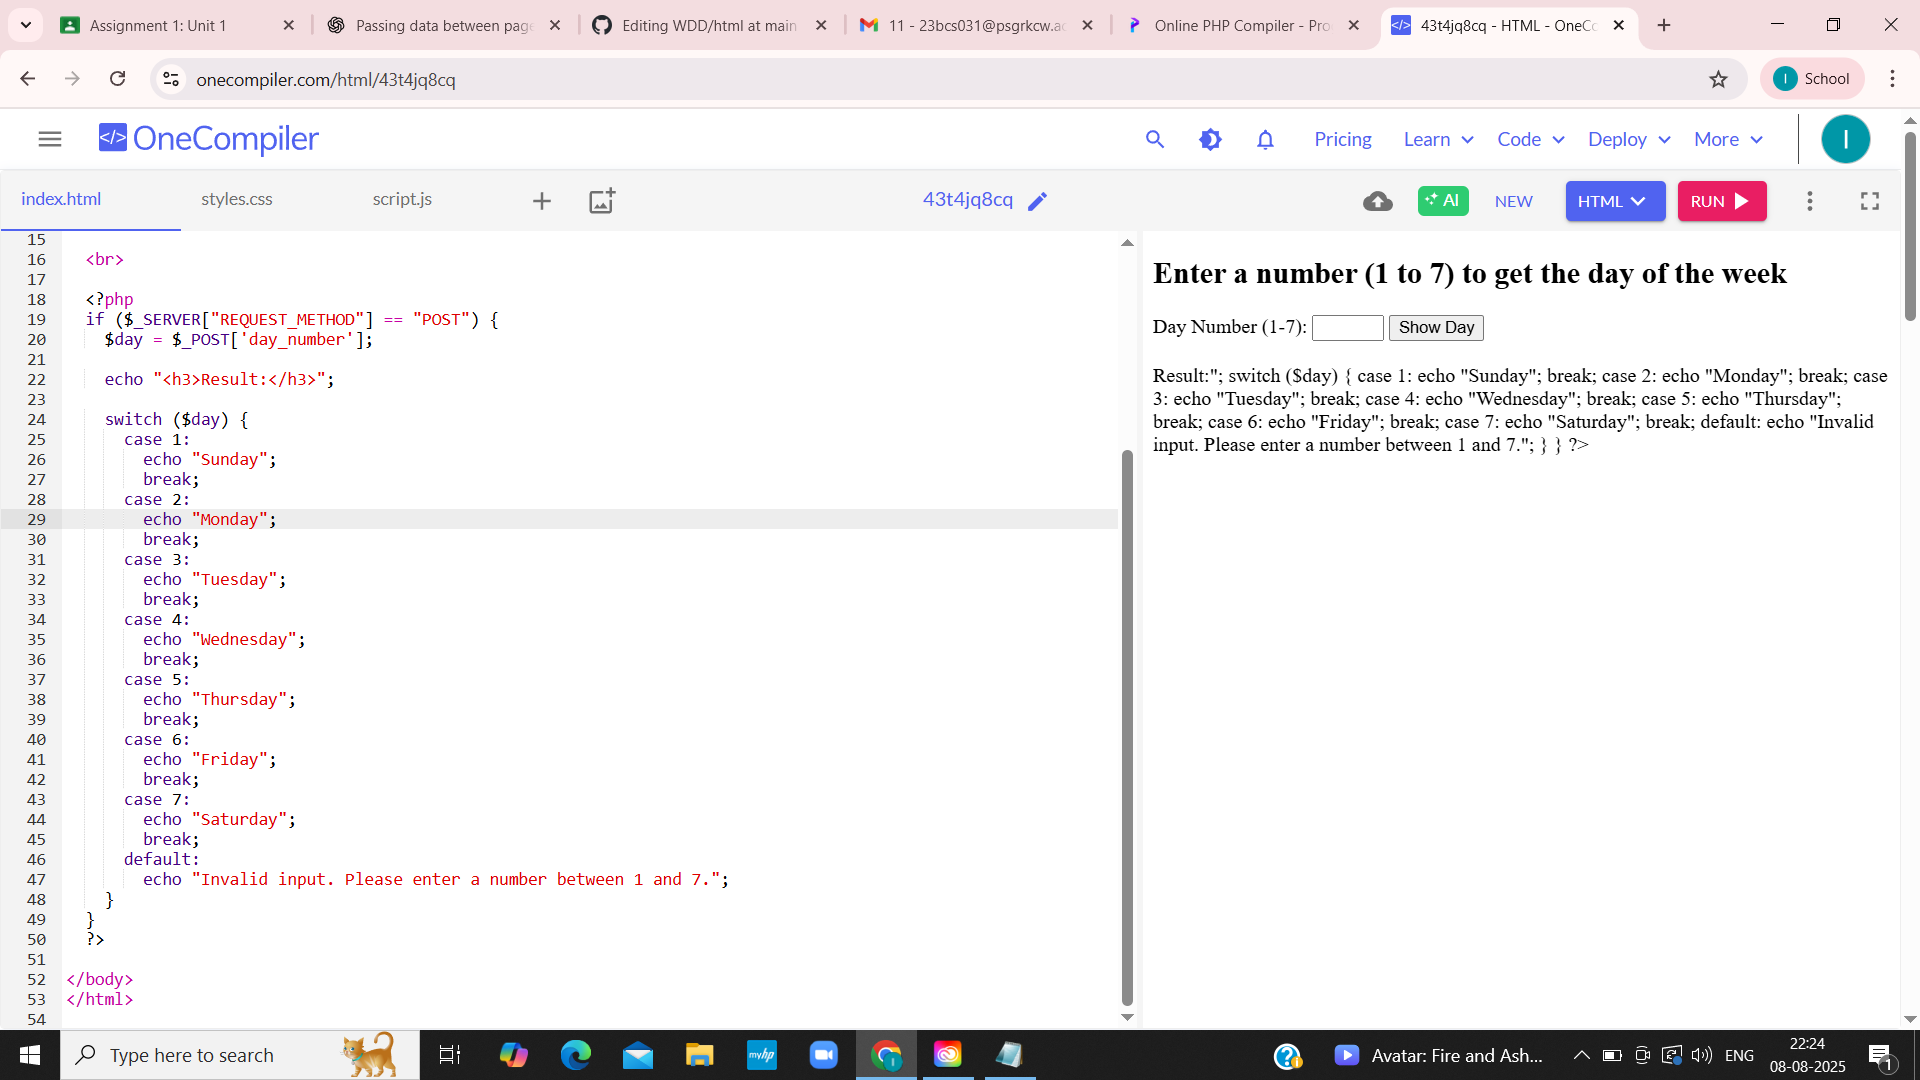 Assignment 1: Unit 1
Passing data between page
Editing WDD/html at main
11 - 23bcs031@psgrkcw.ac
Online PHP Compiler - Pro
43t4jq8cq - HTML - OneCo
onecompiler.com/html/43t4jq8cq
I School
</> OneCompiler
Pricing
Learn
Code
Deploy
More
I
index.html
styles.css
script.js
43t4jq8cq
AI
NEW
HTML
RUN
15
16 <br>
17
18 <?php
19 if ($_SERVER["REQUEST_METHOD"] == "POST") {
20 $day = $_POST['day_number'];
21
22 echo "<h3>Result:</h3>";
23
24 switch ($day) {
25 case 1:
26 echo "Sunday";
27 break;
28 case 2:
29 echo "Monday";
30 break;
31 case 3:
32 echo "Tuesday";
33 break;
34 case 4:
35 echo "Wednesday";
36 break;
37 case 5:
38 echo "Thursday";
39 break;
40 case 6:
41 echo "Friday";
42 break;
43 case 7:
44 echo "Saturday";
45 break;
46 default:
47 echo "Invalid input. Please enter a number between 1 and 7.";
48 }
49 }
50 ?>
51
52 </body>
53 </html>
54
Enter a number (1 to 7) to get the day of the week
Day Number (1-7): Show Day
Result:"; switch ($day) { case 1: echo "Sunday"; break; case 2: echo "Monday"; break; case
3: echo "Tuesday"; break; case 4: echo "Wednesday"; break; case 5: echo "Thursday";
break; case 6: echo "Friday"; break; case 7: echo "Saturday"; break; default: echo "Invalid
input. Please enter a number between 1 and 7."; } } ?>
Type here to search
myhp
Avatar: Fire and Ash...
ENG
22:24
08-08-2025
1